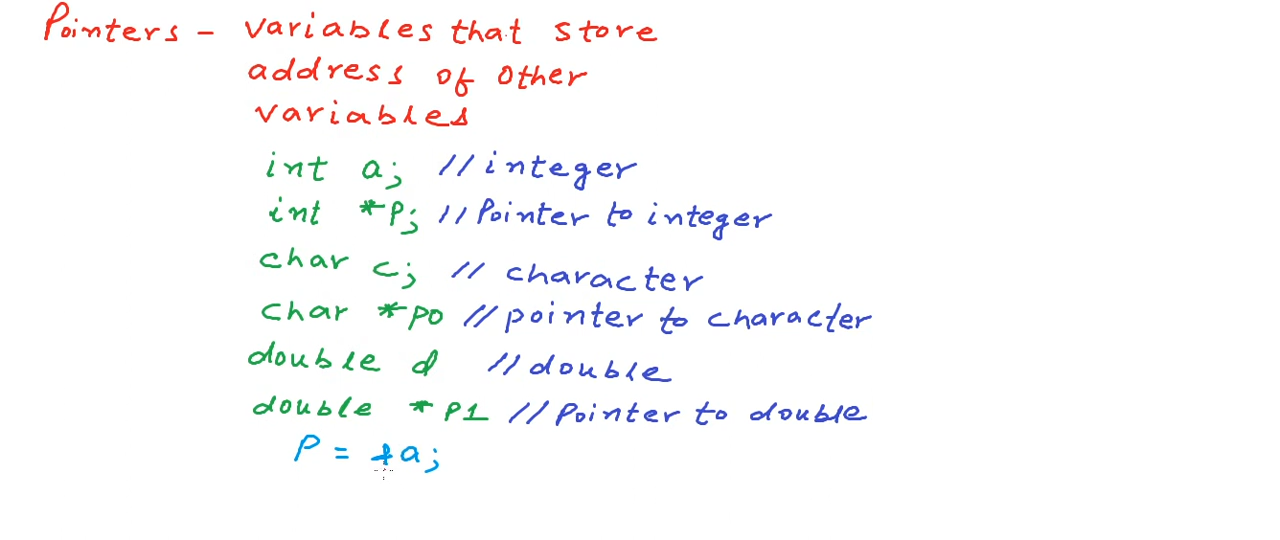 Pointers - variables that store
address of other
variables
int a; //integer
int *P; //Pointer to integer
char c; // character
char *po //pointer to character
double d //double
double *p1 //Pointer to double
P = &a;